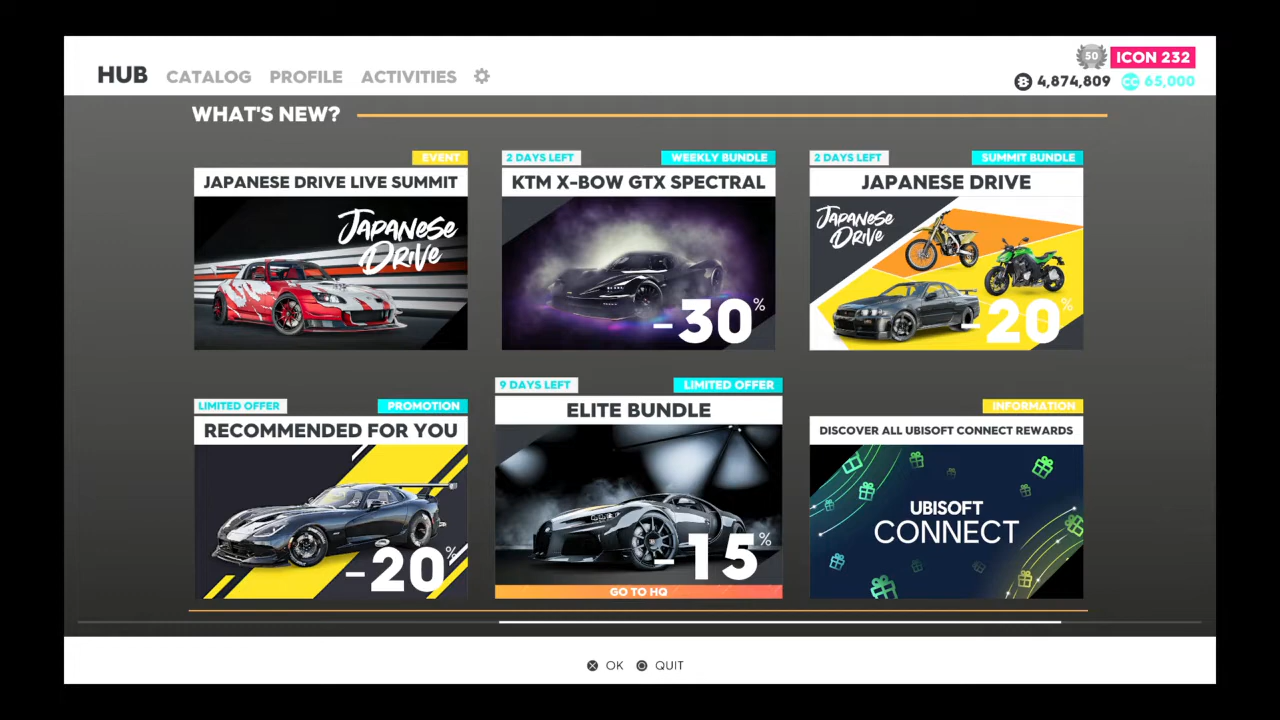 HUB CATALOG PROFILE ACTIVITIES
50 ICON 232
4,874,809 CC 65,000
WHAT'S NEW?
EVENT
JAPANESE DRIVE LIVE SUMMIT
JAPANESE
DRIVE
2 DAYS LEFT WEEKLY BUNDLE
KTM X-BOW GTX SPECTRAL
-30%
2 DAYS LEFT SUMMIT BUNDLE
JAPANESE DRIVE
JAPANESE
DRIVE
-20%
LIMITED OFFER PROMOTION
RECOMMENDED FOR YOU
-20%
9 DAYS LEFT LIMITED OFFER
ELITE BUNDLE
-15%
GO TO HQ
INFORMATION
DISCOVER ALL UBISOFT CONNECT REWARDS
UBISOFT
CONNECT
OK QUIT